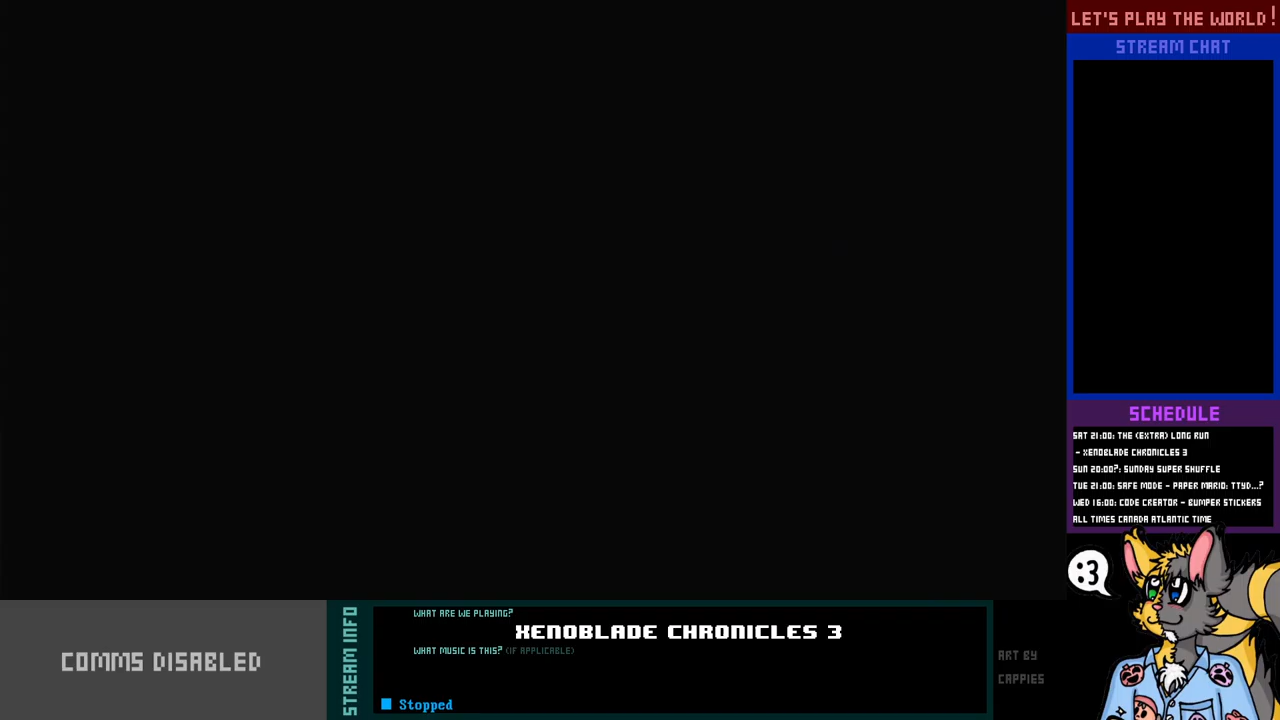 LET'S PLAY THE WORLD!
STREAM CHAT
SCHEDULE
SAT 21:00: THE (EXTRA) LONG RUN
- XENOBLADE CHRONICLES 3
SUN 20:00?: SUNDAY SUPER SHUFFLE
TUE 21:00: SAFE MODE - PAPER MARIO: TTYD...?
WED 16:00: CODE CREATOR - BUMPER STICKERS
ALL TIMES CANADA ATLANTIC TIME
:3
COMMS DISABLED
STREAM INFO
WHAT ARE WE PLAYING?
XENOBLADE CHRONICLES 3
WHAT MUSIC IS THIS? (IF APPLICABLE)
Stopped
ART BY
CAPPIES